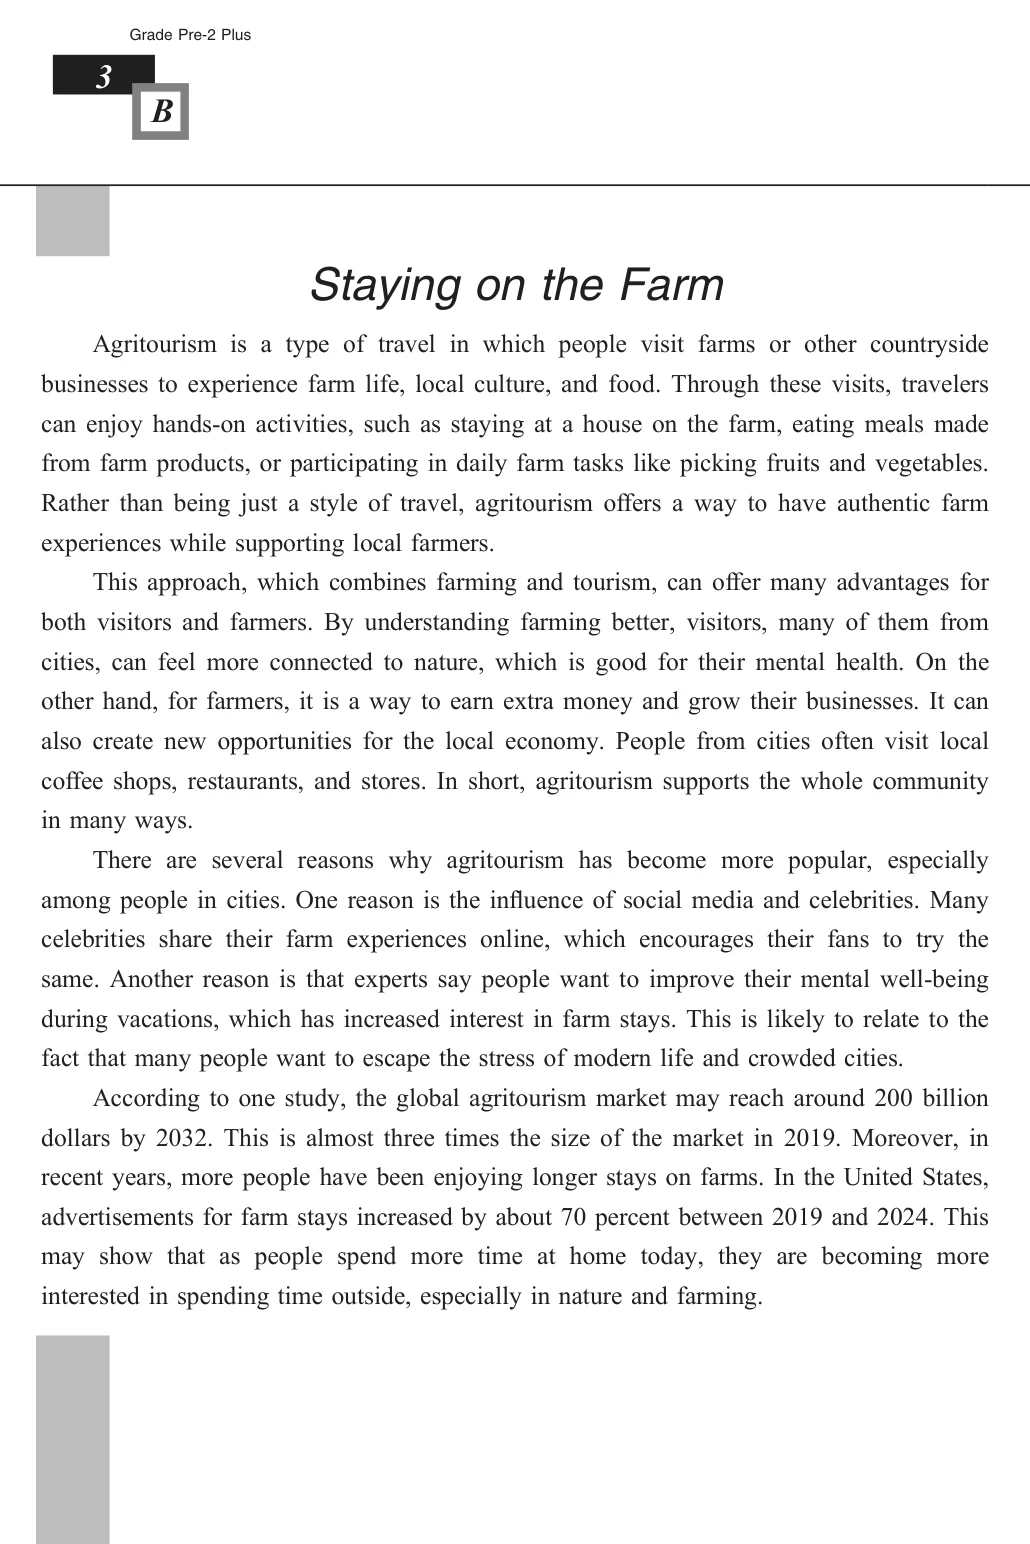 Grade Pre-2 Plus
3
B
Staying on the Farm
Agritourism is a type of travel in which people visit farms or other countryside
businesses to experience farm life, local culture, and food. Through these visits, travelers
can enjoy hands-on activities, such as staying at a house on the farm, eating meals made
from farm products, or participating in daily farm tasks like picking fruits and vegetables.
Rather than being just a style of travel, agritourism offers a way to have authentic farm
experiences while supporting local farmers.
This approach, which combines farming and tourism, can offer many advantages for
both visitors and farmers. By understanding farming better, visitors, many of them from
cities, can feel more connected to nature, which is good for their mental health. On the
other hand, for farmers, it is a way to earn extra money and grow their businesses. It can
also create new opportunities for the local economy. People from cities often visit local
coffee shops, restaurants, and stores. In short, agritourism supports the whole community
in many ways.
There are several reasons why agritourism has become more popular, especially
among people in cities. One reason is the influence of social media and celebrities. Many
celebrities share their farm experiences online, which encourages their fans to try the
same. Another reason is that experts say people want to improve their mental well-being
during vacations, which has increased interest in farm stays. This is likely to relate to the
fact that many people want to escape the stress of modern life and crowded cities.
According to one study, the global agritourism market may reach around 200 billion
dollars by 2032. This is almost three times the size of the market in 2019. Moreover, in
recent years, more people have been enjoying longer stays on farms. In the United States,
advertisements for farm stays increased by about 70 percent between 2019 and 2024. This
may show that as people spend more time at home today, they are becoming more
interested in spending time outside, especially in nature and farming.